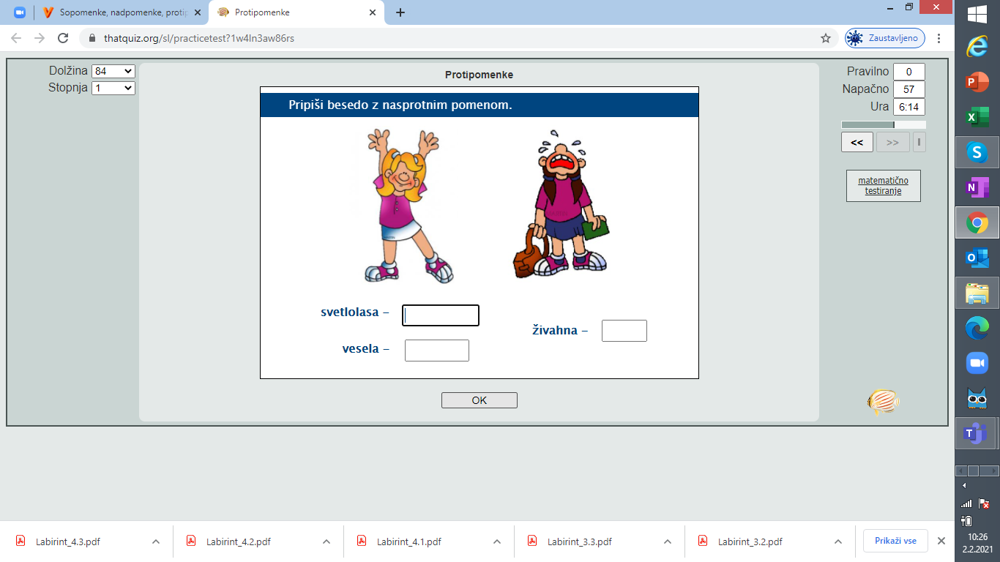 Sopomenke, nadpomenke, protip
Protipomenke
thatquiz.org/sl/practicetest?1w4ln3aw86rs
Zaustavljeno
Dolžina 84
Stopnja 1
Protipomenke
Pravilno 0
Napačno 57
Ura 6:14
<< >> ||
matematično
testiranje
Pripiši besedo z nasprotnim pomenom.
svetlolasa –
vesela –
živahna –
OK
Labirint_4.3.pdf
Labirint_4.2.pdf
Labirint_4.1.pdf
Labirint_3.3.pdf
Labirint_3.2.pdf
Prikaži vse
10:26
2.2.2021